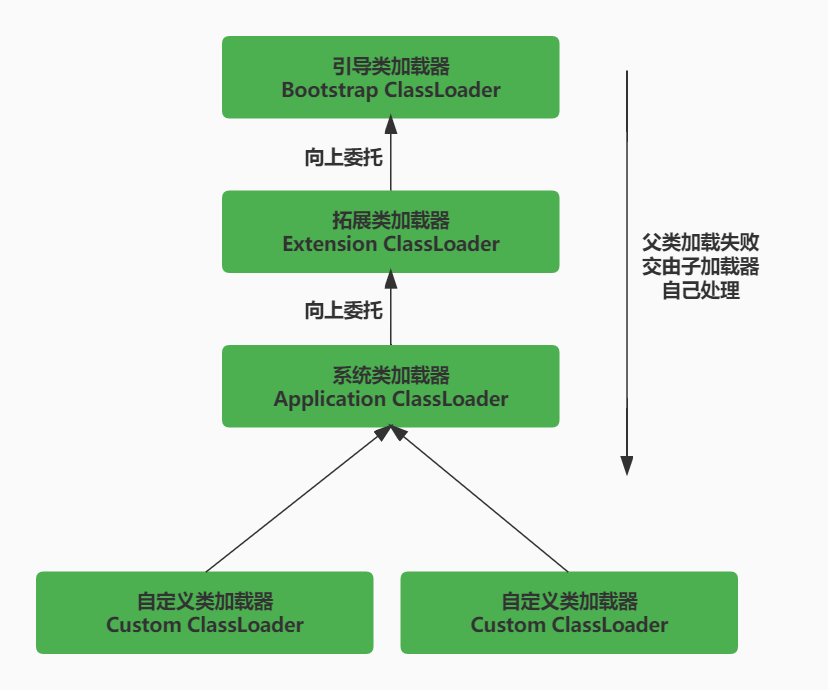 引导类加载器
Bootstrap ClassLoader
向上委托
拓展类加载器
Extension ClassLoader
父类加载失败
交由子加载器
自己处理
向上委托
系统类加载器
Application ClassLoader
自定义类加载器
Custom ClassLoader
自定义类加载器
Custom ClassLoader